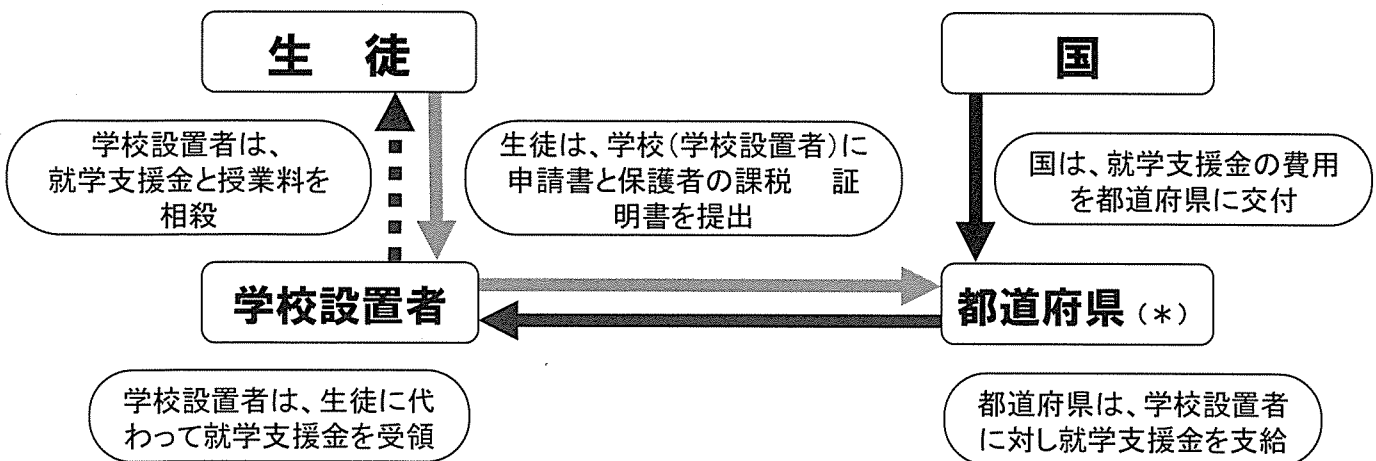 生 徒
国
学校設置者は、
就学支援金と授業料を
相殺
生徒は、学校(学校設置者)に
申請書と保護者の課税 証
明書を提出
国は、就学支援金の費用
を都道府県に交付
学校設置者
都道府県(*)
学校設置者は、生徒に代
わって就学支援金を受領
都道府県は、学校設置者
に対し就学支援金を支給